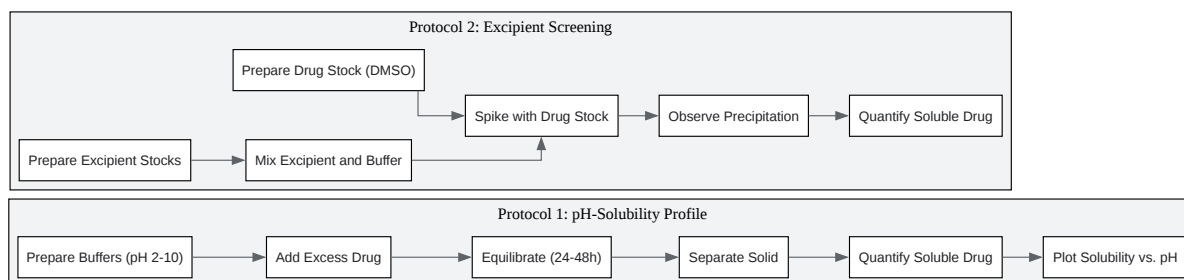 Protocol 2: Excipient Screening
Prepare Drug Stock (DMSO)
Spike with Drug Stock
Observe Precipitation
Quantify Soluble Drug
Prepare Excipient Stocks
Mix Excipient and Buffer
Protocol 1: pH-Solubility Profile
Prepare Buffers (pH 2-10)
Add Excess Drug
Equilibrate (24-48h)
Separate Solid
Quantify Soluble Drug
Plot Solubility vs. pH